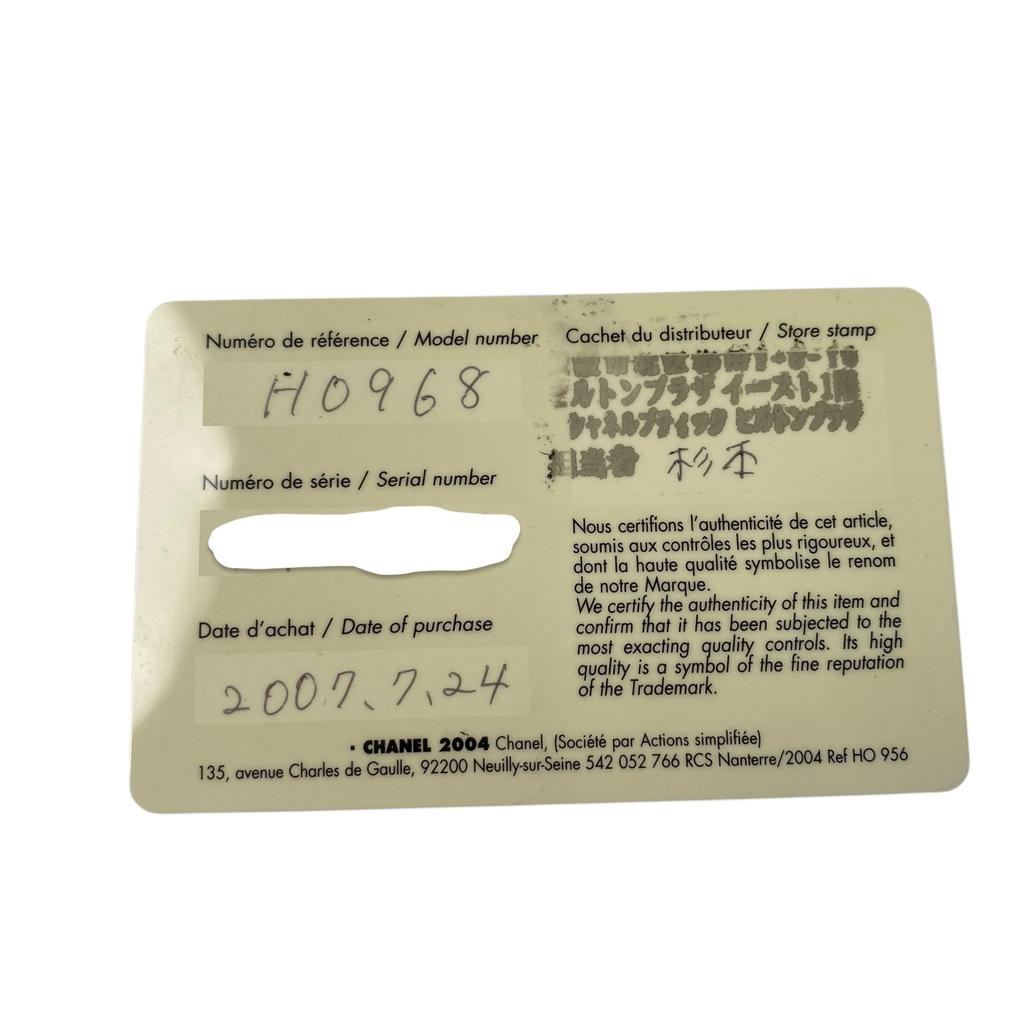 Numéro de référence / Model number
H0968
Numéro de série / Serial number
Date d'achat / Date of purchase
2007、7、24
Cachet du distributeur / Store stamp
ルトンプラザ イースト1階
シャネルブティック ヒルトンプラザ
担当者 杉本
Nous certifions l'authenticité de cet article,
soumis aux contrôles les plus rigoureux, et
dont la haute qualité symbolise le renom
de notre Marque.
We certify the authenticity of this item and
confirm that it has been subjected to the
most exacting quality controls. Its high
quality is a symbol of the fine reputation
of the Trademark.
· CHANEL 2004 Chanel, (Société par Actions simplifiée)
135, avenue Charles de Gaulle, 92200 Neuilly-sur-Seine 542 052 766 RCS Nanterre/2004 Ref HO 956